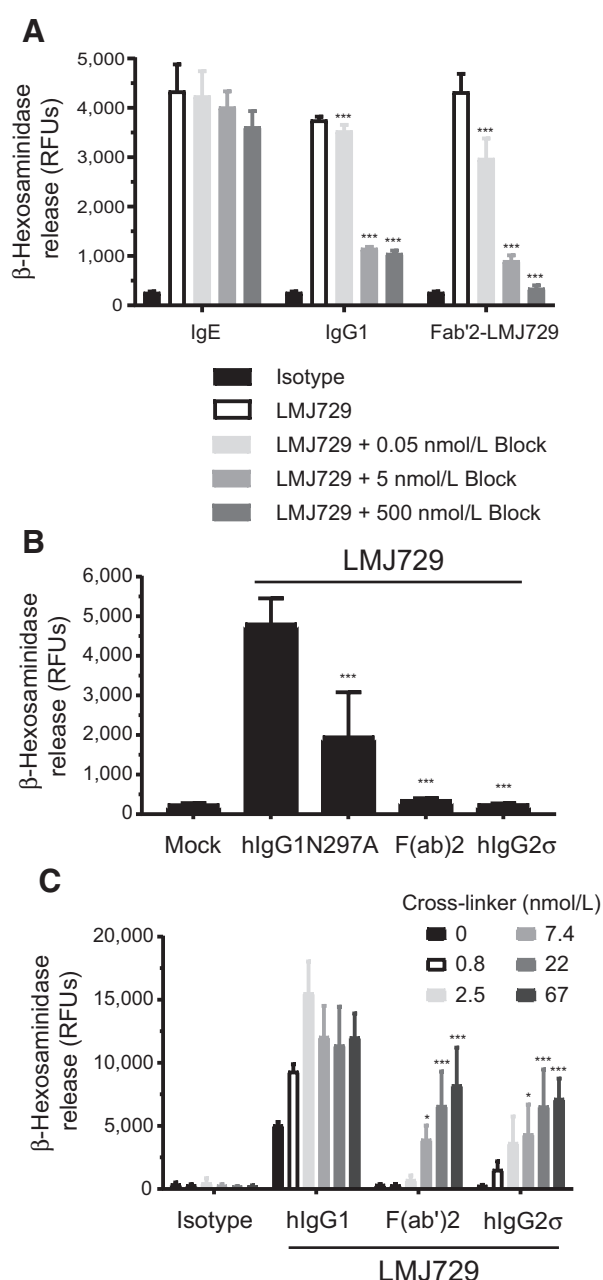 A
β-Hexosaminidase
release (RFUs)
5,000
4,000
3,000
2,000
1,000
0
***
***
***
***
***
***
IgE
IgG1
Fab'2-LMJ729
Isotype
LMJ729
LMJ729 + 0.05 nmol/L Block
LMJ729 + 5 nmol/L Block
LMJ729 + 500 nmol/L Block
B
LMJ729
β-Hexosaminidase
release (RFUs)
6,000
5,000
4,000
3,000
2,000
1,000
0
***
***
***
Mock
hIgG1
N297A
F(ab)2
hIgG2σ
C
Cross-linker (nmol/L)
0
7.4
0.8
22
2.5
67
β-Hexosaminidase
release (RFUs)
20,000
15,000
10,000
5,000
0
*
***
***
*
***
***
Isotype
hIgG1
F(ab')2
hIgG2σ
LMJ729